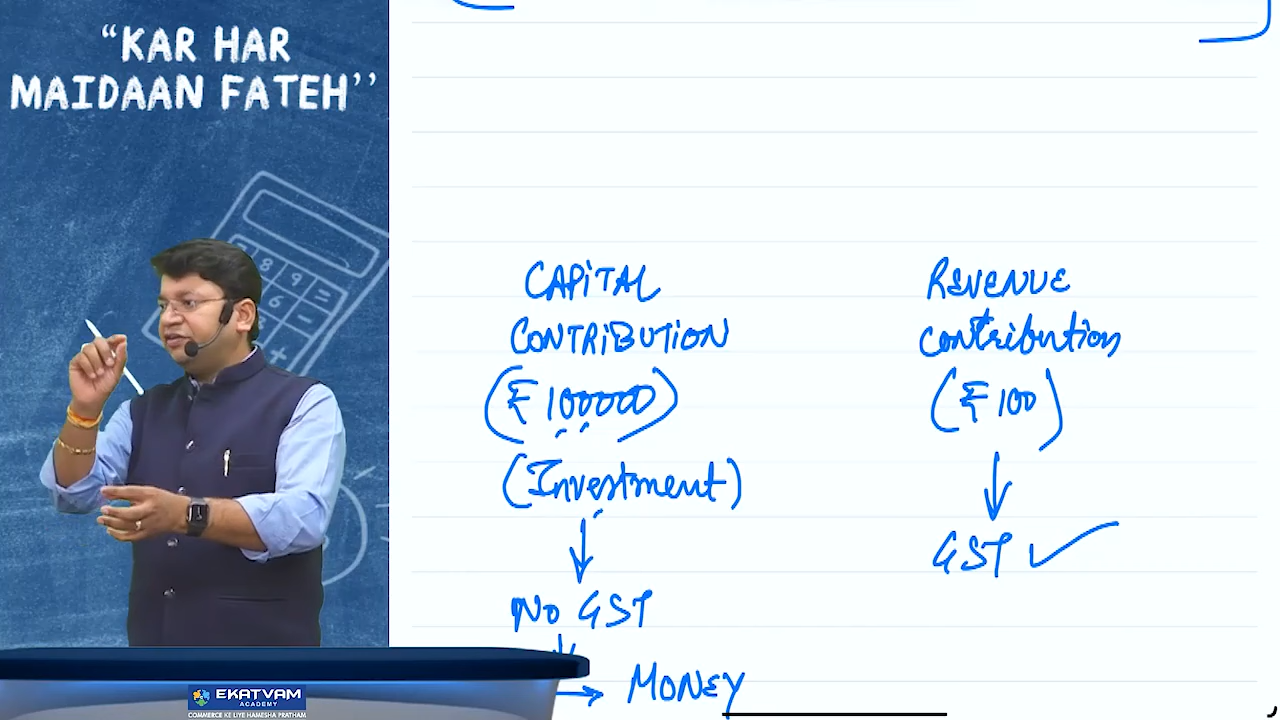 “KAR HAR
MAIDAAN FATEH’’
CAPITAL
CONTRIBUTION
(₹ 100000)
(Investment)
No GST
MONEY
REVENUE
contribution
(₹ 100)
GST ✓
EKATVAM
ACADEMY
COMMERCE KE LIYE HAMESHA PRATHAM